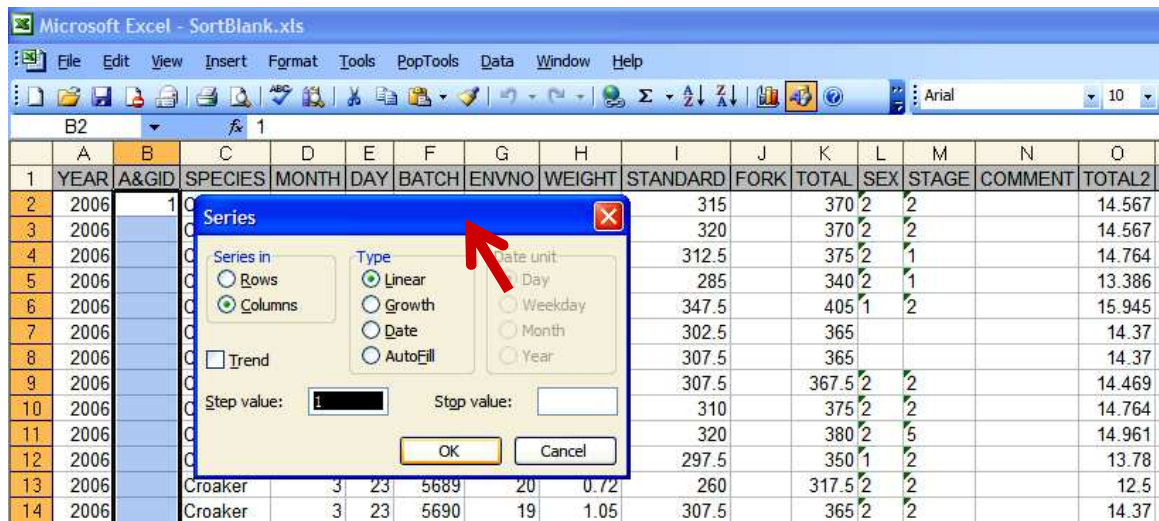 Microsoft Excel - SortBlank.xls
File Edit View Insert Format Tools PopTools Data Window Help
ABC Σ A Z Z A Arial 10
B2 fx 1
A B C D E F G H I J K L M N O
1 YEAR A&GID SPECIES MONTH DAY BATCH ENVNO WEIGHT STANDARD FORK TOTAL SEX STAGE COMMENT TOTAL2
2 2006 1 C 315 370 2 2 14.567
Series
3 2006 C 320 370 2 2 14.567
4 2006 C 312.5 375 2 1 14.764
Series in Type Date unit
5 2006 C 285 340 2 1 13.386
Rows Linear Day
6 2006 C 347.5 405 1 2 15.945
Columns Growth Weekday
7 2006 C 302.5 365 14.37
Date Month
8 2006 C 307.5 365 14.37
Trend AutoFill Year
9 2006 C 307.5 367.5 2 2 14.469
10 2006 C 310 375 2 2 14.764
Step value: 1 Stop value:
11 2006 C 320 380 2 5 14.961
12 2006 C 297.5 350 1 2 13.78
OK Cancel
13 2006 Croaker 3 23 5689 20 0.72 260 317.5 2 2 12.5
14 2006 Croaker 3 23 5690 19 1.05 307.5 365 2 2 14.37